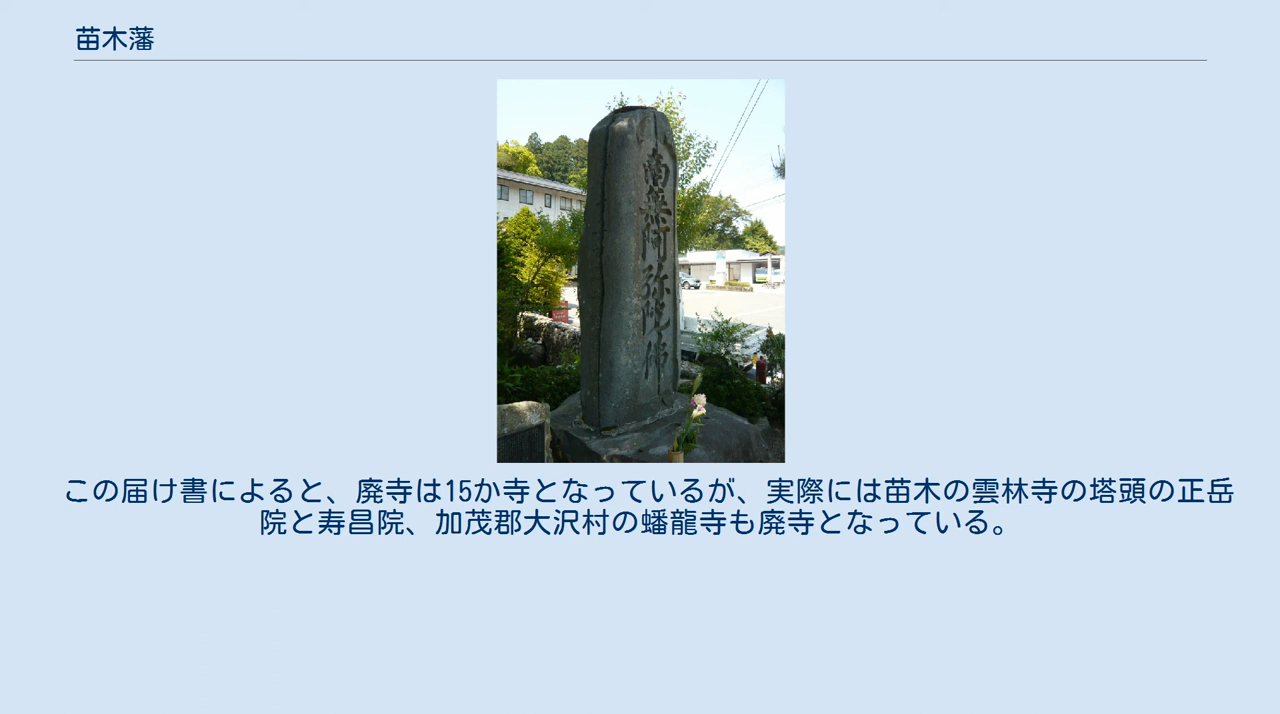 苗木藩
南無阿弥陀佛
この届け書によると、廃寺は15か寺となっているが、実際には苗木の雲林寺の塔頭の正岳
院と寿昌院、加茂郡大沢村の蟠龍寺も廃寺となっている。